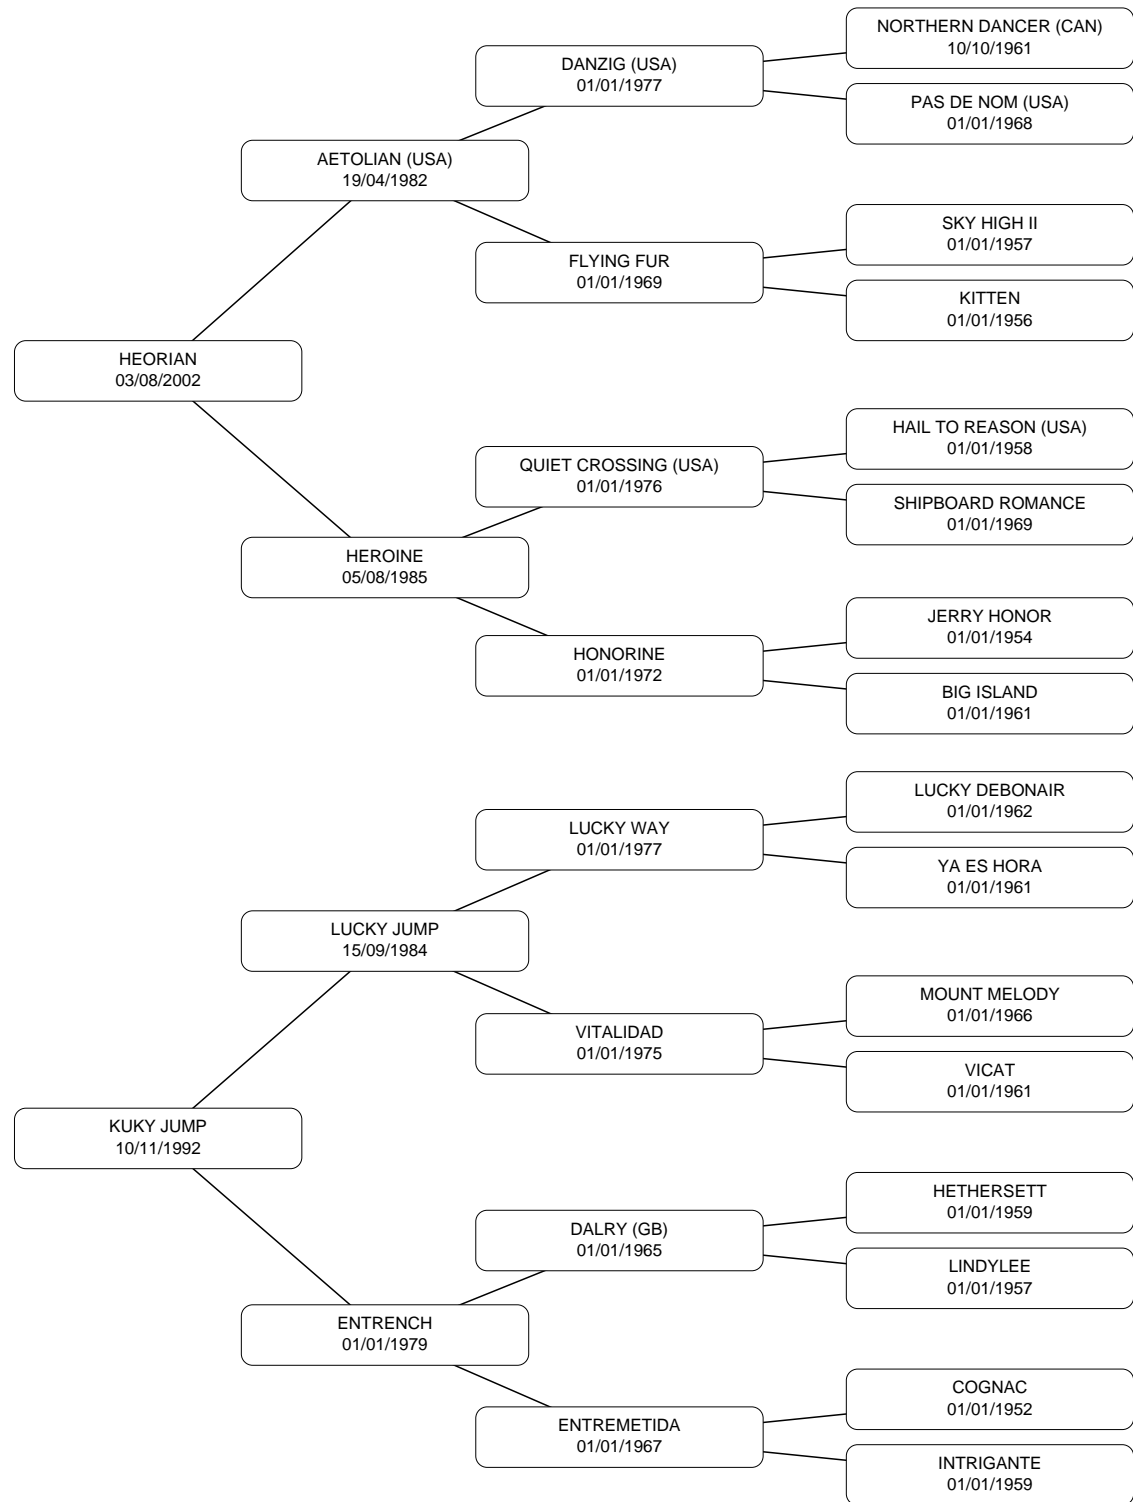 NORTHERN DANCER (CAN)
10/10/1961
DANZIG (USA)
01/01/1977
PAS DE NOM (USA)
01/01/1968
AETOLIAN (USA)
19/04/1982
SKY HIGH II
01/01/1957
FLYING FUR
01/01/1969
KITTEN
01/01/1956
HEORIAN
03/08/2002
HAIL TO REASON (USA)
01/01/1958
QUIET CROSSING (USA)
01/01/1976
SHIPBOARD ROMANCE
01/01/1969
HEROINE
05/08/1985
JERRY HONOR
01/01/1954
HONORINE
01/01/1972
BIG ISLAND
01/01/1961
LUCKY DEBONAIR
01/01/1962
LUCKY WAY
01/01/1977
YA ES HORA
01/01/1961
LUCKY JUMP
15/09/1984
MOUNT MELODY
01/01/1966
VITALIDAD
01/01/1975
VICAT
01/01/1961
KUKY JUMP
10/11/1992
HETHERSETT
01/01/1959
DALRY (GB)
01/01/1965
LINDYLEE
01/01/1957
ENTRENCH
01/01/1979
COGNAC
01/01/1952
ENTREMETIDA
01/01/1967
INTRIGANTE
01/01/1959